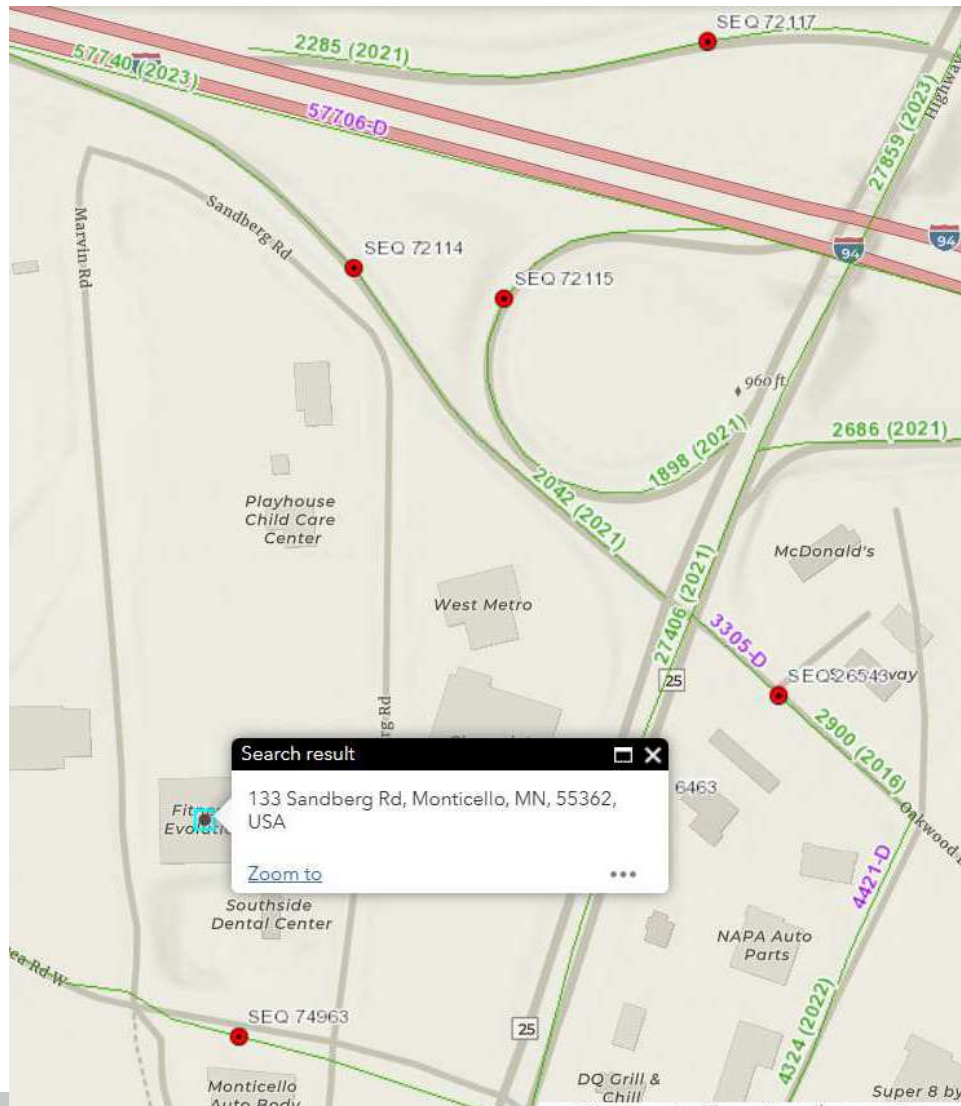 SEQ 72117
2285 (2021)
57740 (2023)
57706-D
27859 (2023)
94
94
Sandberg Rd
Marvin Rd
SEQ 72114
SEQ 72115
960 ft
1898 (2021)
2686 (2021)
2042 (2021)
Playhouse
Child Care
Center
McDonald's
West Metro
27406 (2021)
3305-D
25
SEQ 26543
2900 (2016)
Search result
133 Sandberg Rd, Monticello, MN, 55362,
USA
Zoom to
6463
4421-D
Southside
Dental Center
NAPA Auto
Parts
SEQ 74963
25
4324 (2022)
Monticello
Auto Body
DQ Grill &
Chill
Super 8 by